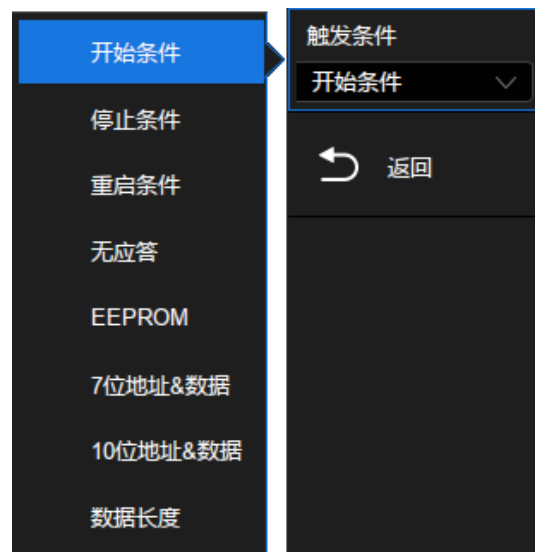 开始条件
停止条件
重启条件
无应答
EEPROM
7位地址&数据
10位地址&数据
数据长度
触发条件
开始条件
返回